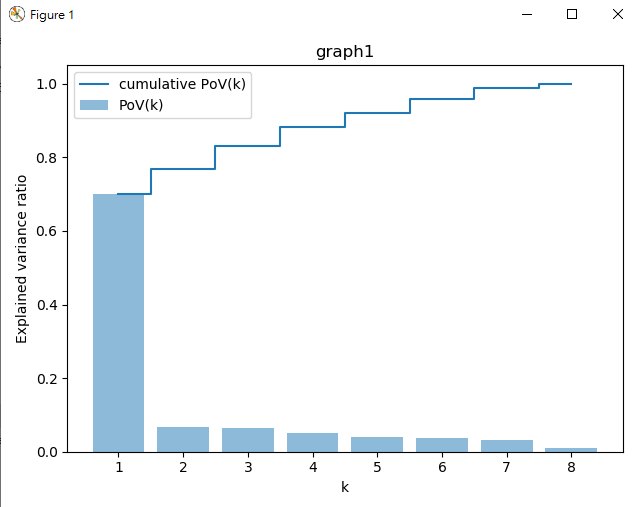 Figure 1
graph1
cumulative PoV(k)
PoV(k)
Explained variance ratio
1.0
0.8
0.6
0.4
0.2
0.0
1 2 3 4 5 6 7 8
k